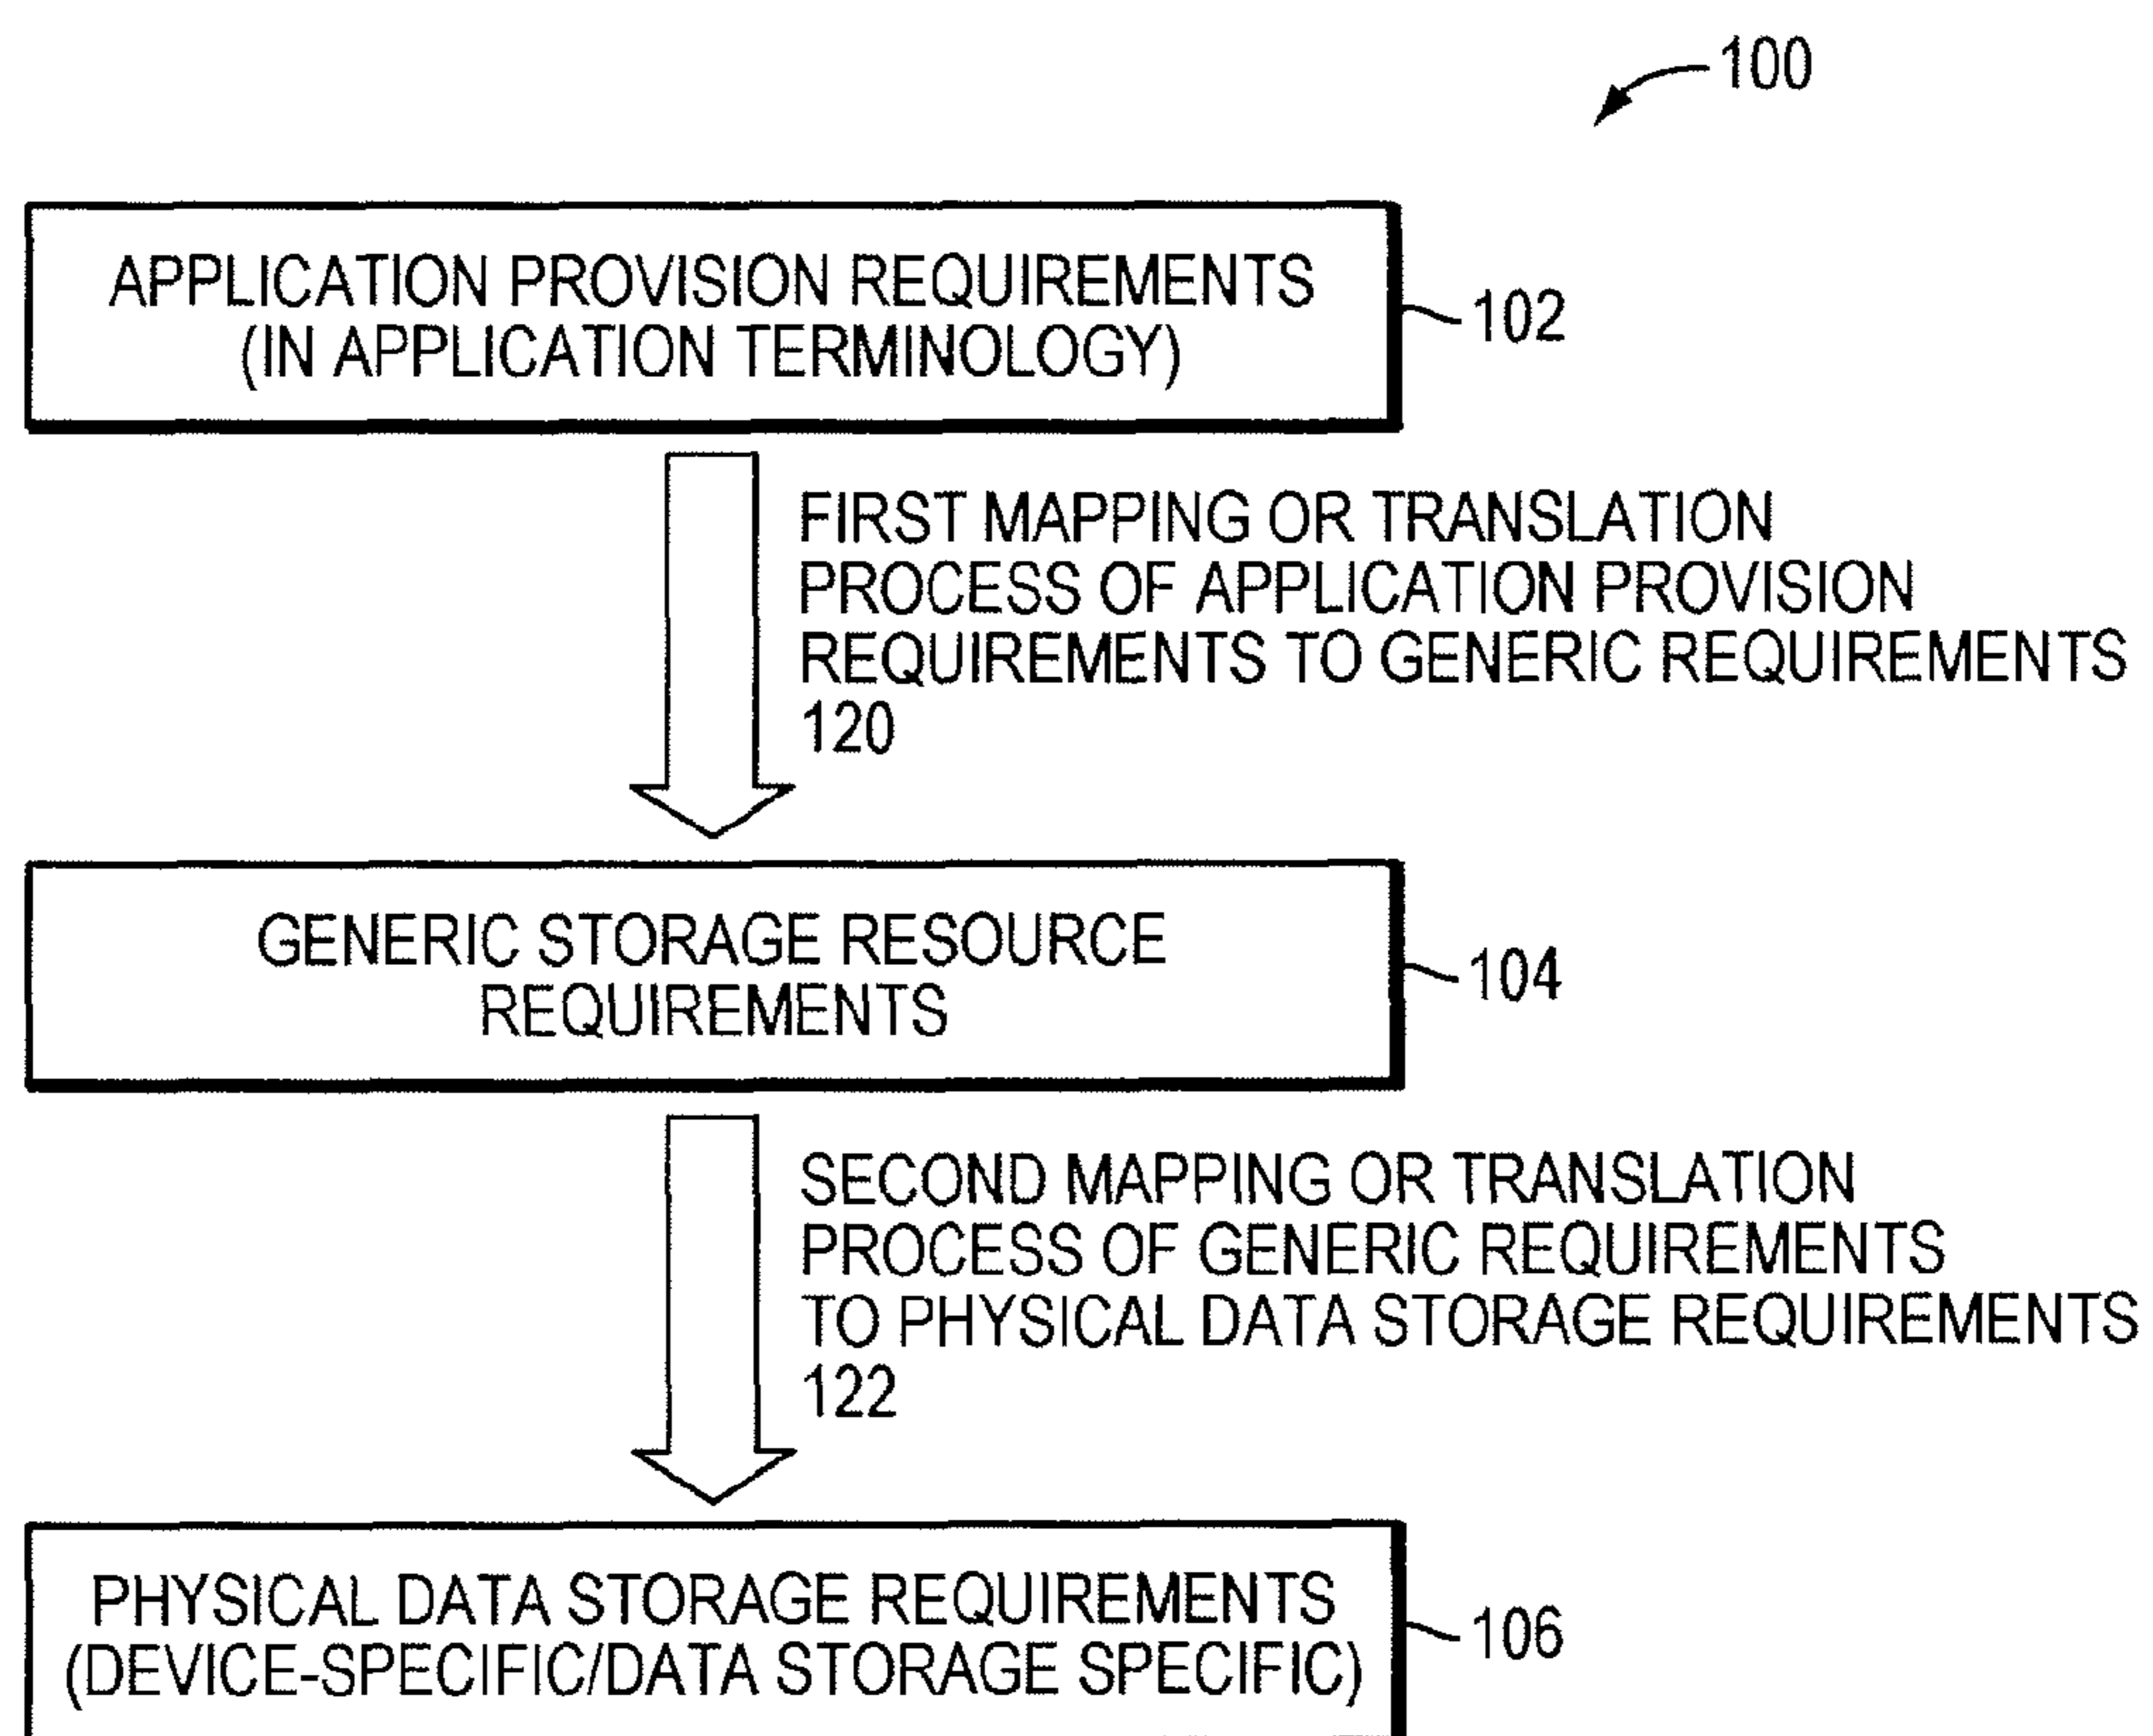 100
APPLICATION PROVISION REQUIREMENTS
(IN APPLICATION TERMINOLOGY)
102
FIRST MAPPING OR TRANSLATION
PROCESS OF APPLICATION PROVISION
REQUIREMENTS TO GENERIC REQUIREMENTS
120
GENERIC STORAGE RESOURCE
REQUIREMENTS
104
SECOND MAPPING OR TRANSLATION
PROCESS OF GENERIC REQUIREMENTS
TO PHYSICAL DATA STORAGE REQUIREMENTS
122
PHYSICAL DATA STORAGE REQUIREMENTS
(DEVICE-SPECIFIC/DATA STORAGE SPECIFIC)
106